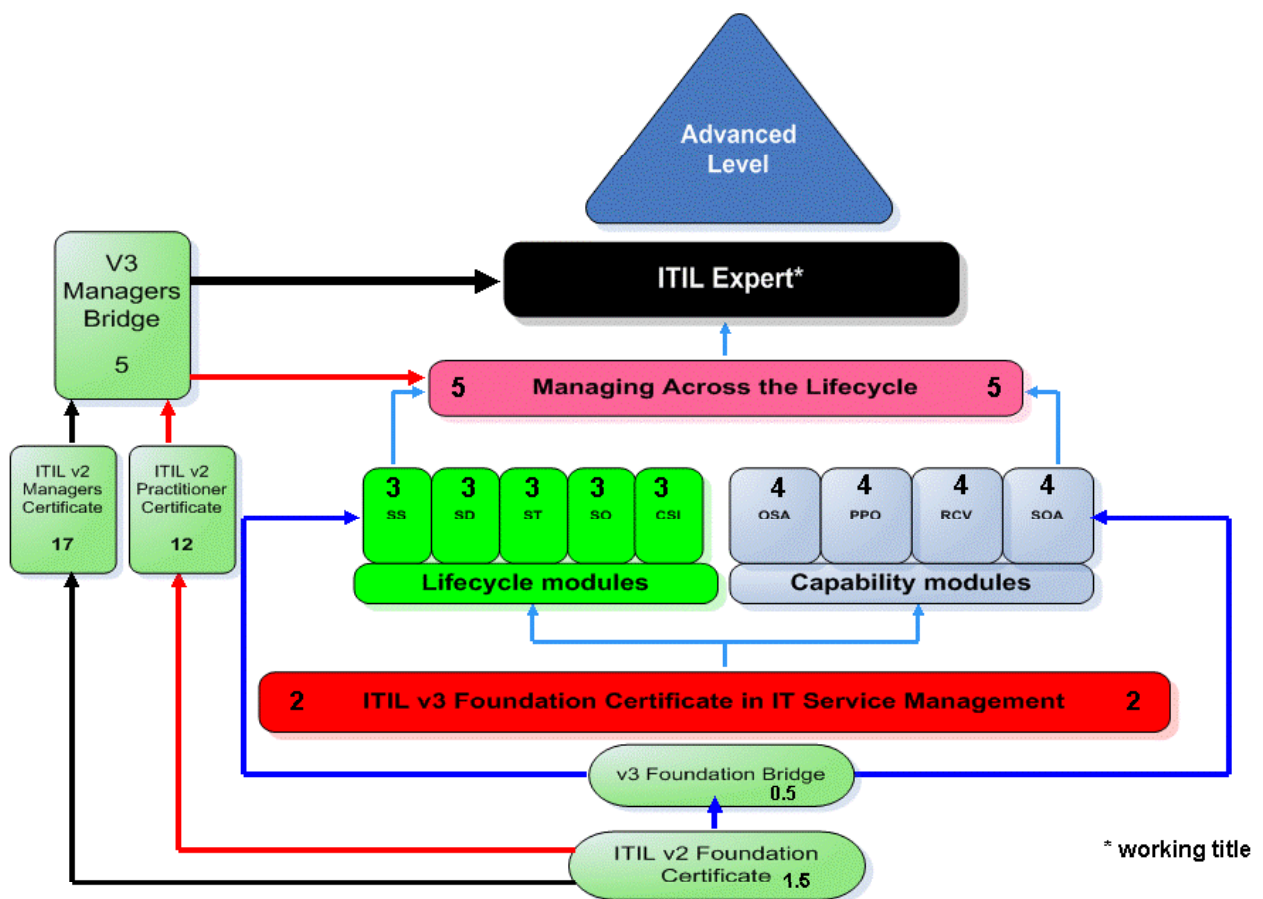 Advanced
Level
V3
Managers
Bridge
5
ITIL Expert*
5 Managing Across the Lifecycle 5
ITIL v2
Managers
Certificate
17
ITIL v2
Practitioner
Certificate
12
3 3 3 3 3
SS SD ST SO CSI
Lifecycle modules
4 4 4 4
OSA PPO RCV SOA
Capability modules
2 ITIL v3 Foundation Certificate in IT Service Management 2
v3 Foundation Bridge
0.5
ITIL v2 Foundation
Certificate 1.5
* working title